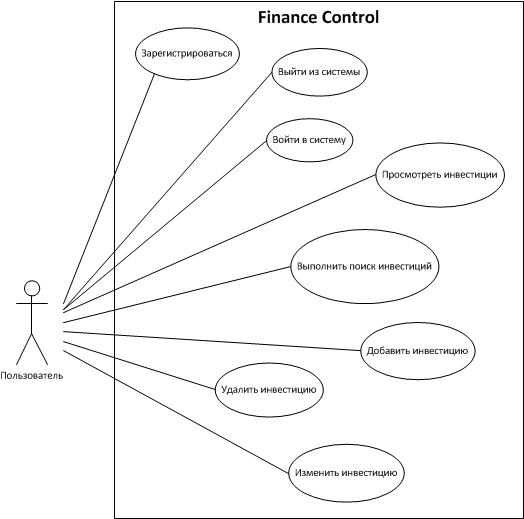 Finance Control
Зарегистрироваться
Выйти из системы
Войти в систему
Просмотреть инвестиции
Выполнить поиск инвестиций
Пользователь
Добавить инвестицию
Удалить инвестицию
Изменить инвестицию